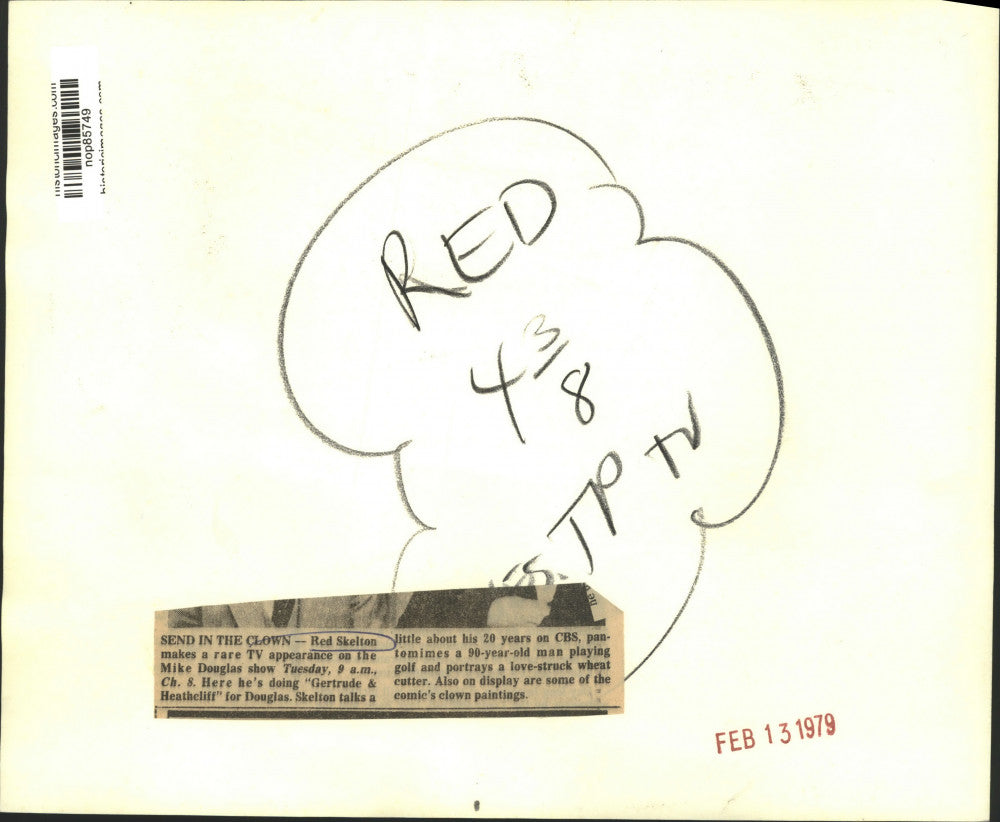 historicimages.com
nop85749
historicimages.com
RED
4 3/8
TP TV
SEND IN THE CLOWN — Red Skelton
makes a rare TV appearance on the
Mike Douglas show Tuesday, 9 a.m.,
Ch. 8. Here he's doing "Gertrude &
Heathcliff" for Douglas. Skelton talks a
little about his 20 years on CBS, pan-
tomimes a 90-year-old man playing
golf and portrays a love-struck wheat
cutter. Also on display are some of the
comic's clown paintings.
FEB 13 1979